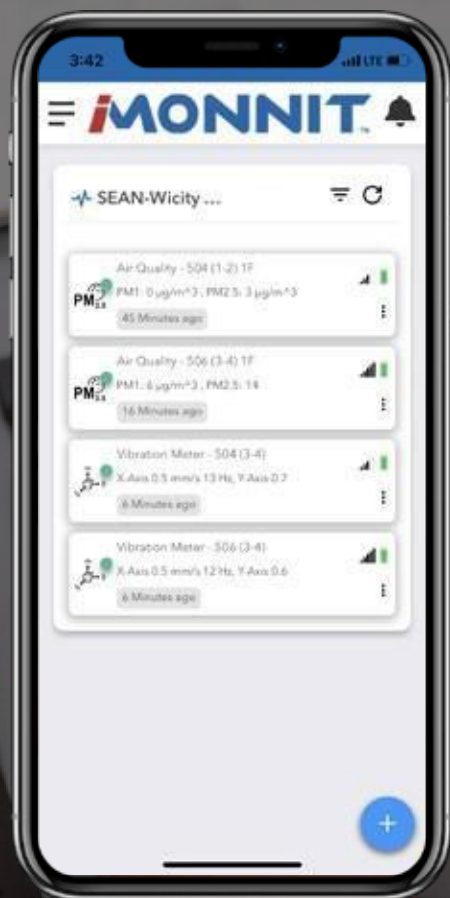 3:42
LTE
iMONNIT
SEAN-Wicity ...
Air Quality - 504 (1-2) 1F
PM1: 0 µg/m^3 , PM2.5: 3 µg/m^3
45 Minutes ago
PM2.5
Air Quality - 506 (3-4) 1F
PM1: 6 µg/m^3 , PM2.5: 14
16 Minutes ago
PM2.5
Vibration Meter - 504 (3-4)
X-Axis 0.5 mm/s 13 Hz, Y-Axis 0.7
6 Minutes ago
Vibration Meter - 506 (3-4)
X-Axis 0.5 mm/s 12 Hz, Y-Axis 0.6
6 Minutes ago